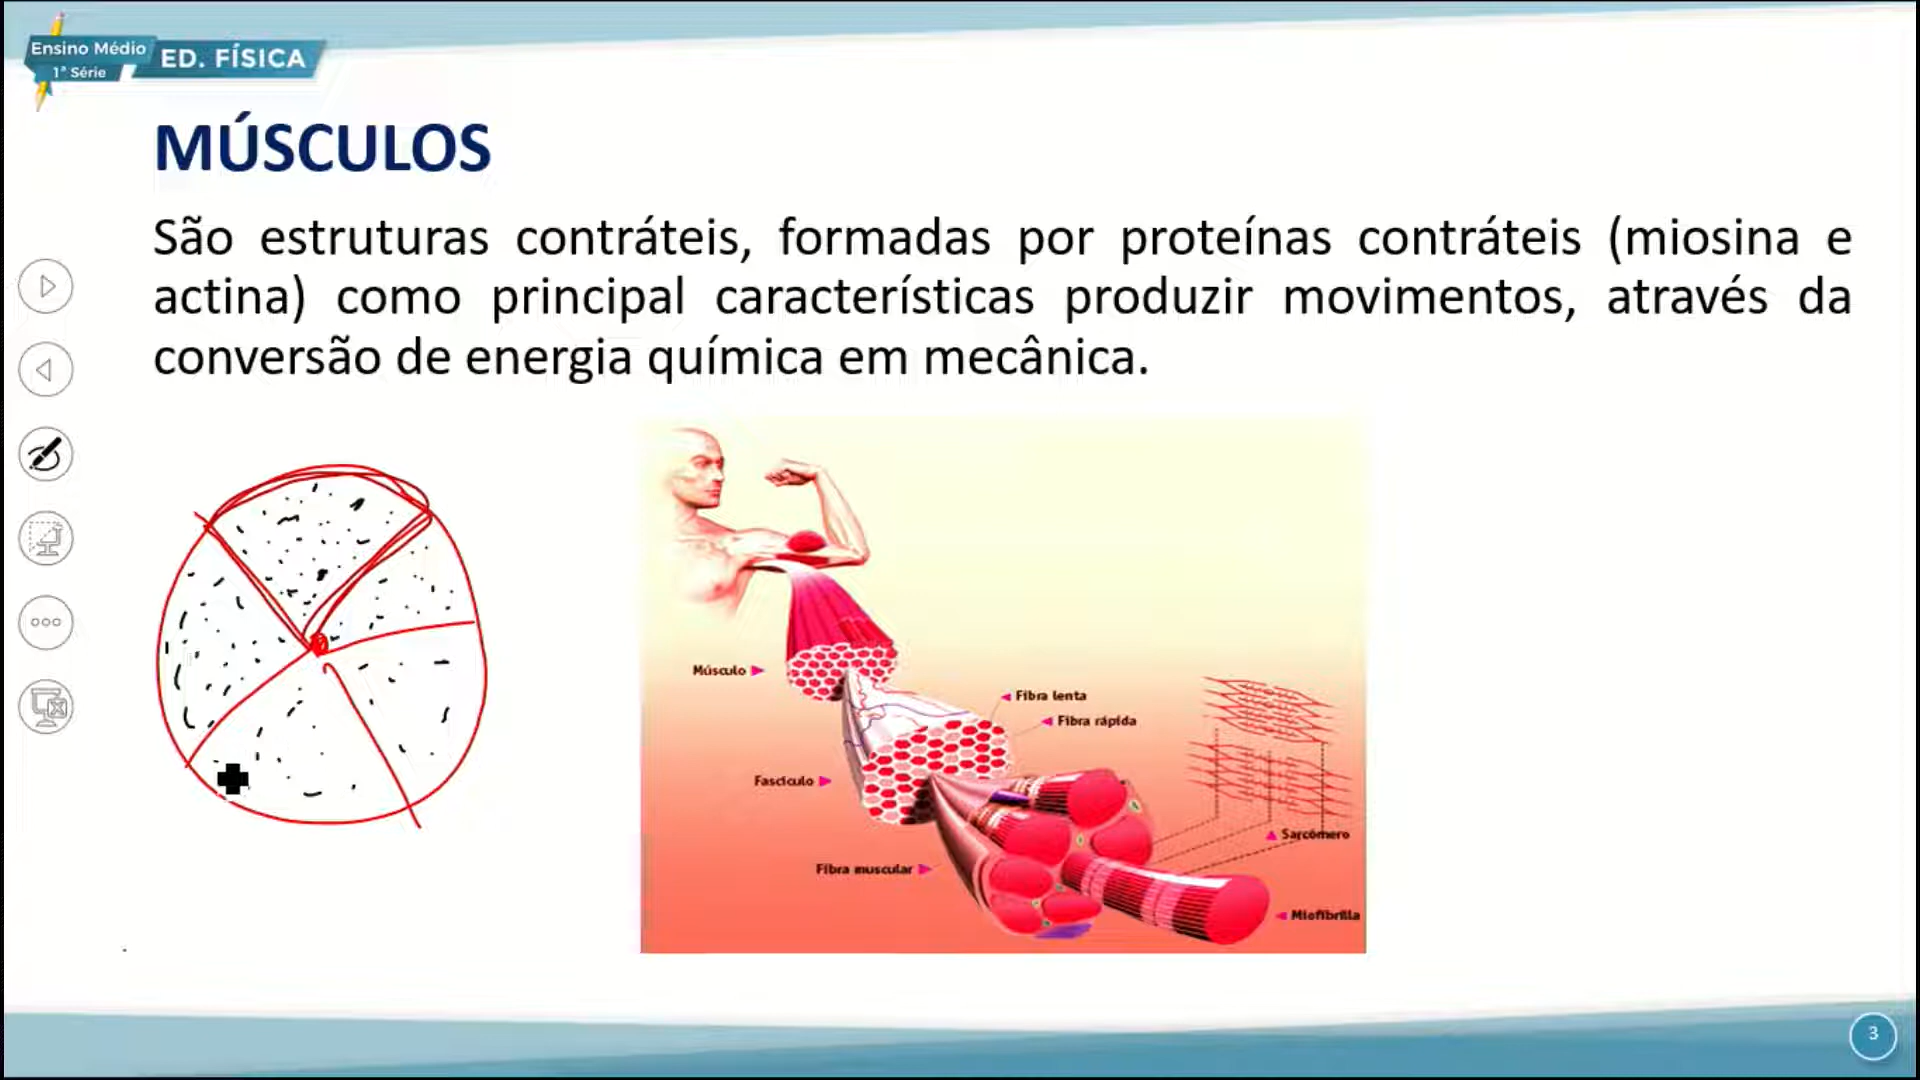 Ensino Médio
1ª Série
ED. FÍSICA
MÚSCULOS
São estruturas contráteis, formadas por proteínas contráteis (miosina e
actina) como principal características produzir movimentos, através da
conversão de energia química em mecânica.
Músculo
Fibra lenta
Fibra rápida
Fascículo
Sarcómero
Fibra muscular
Miofibrilla
3